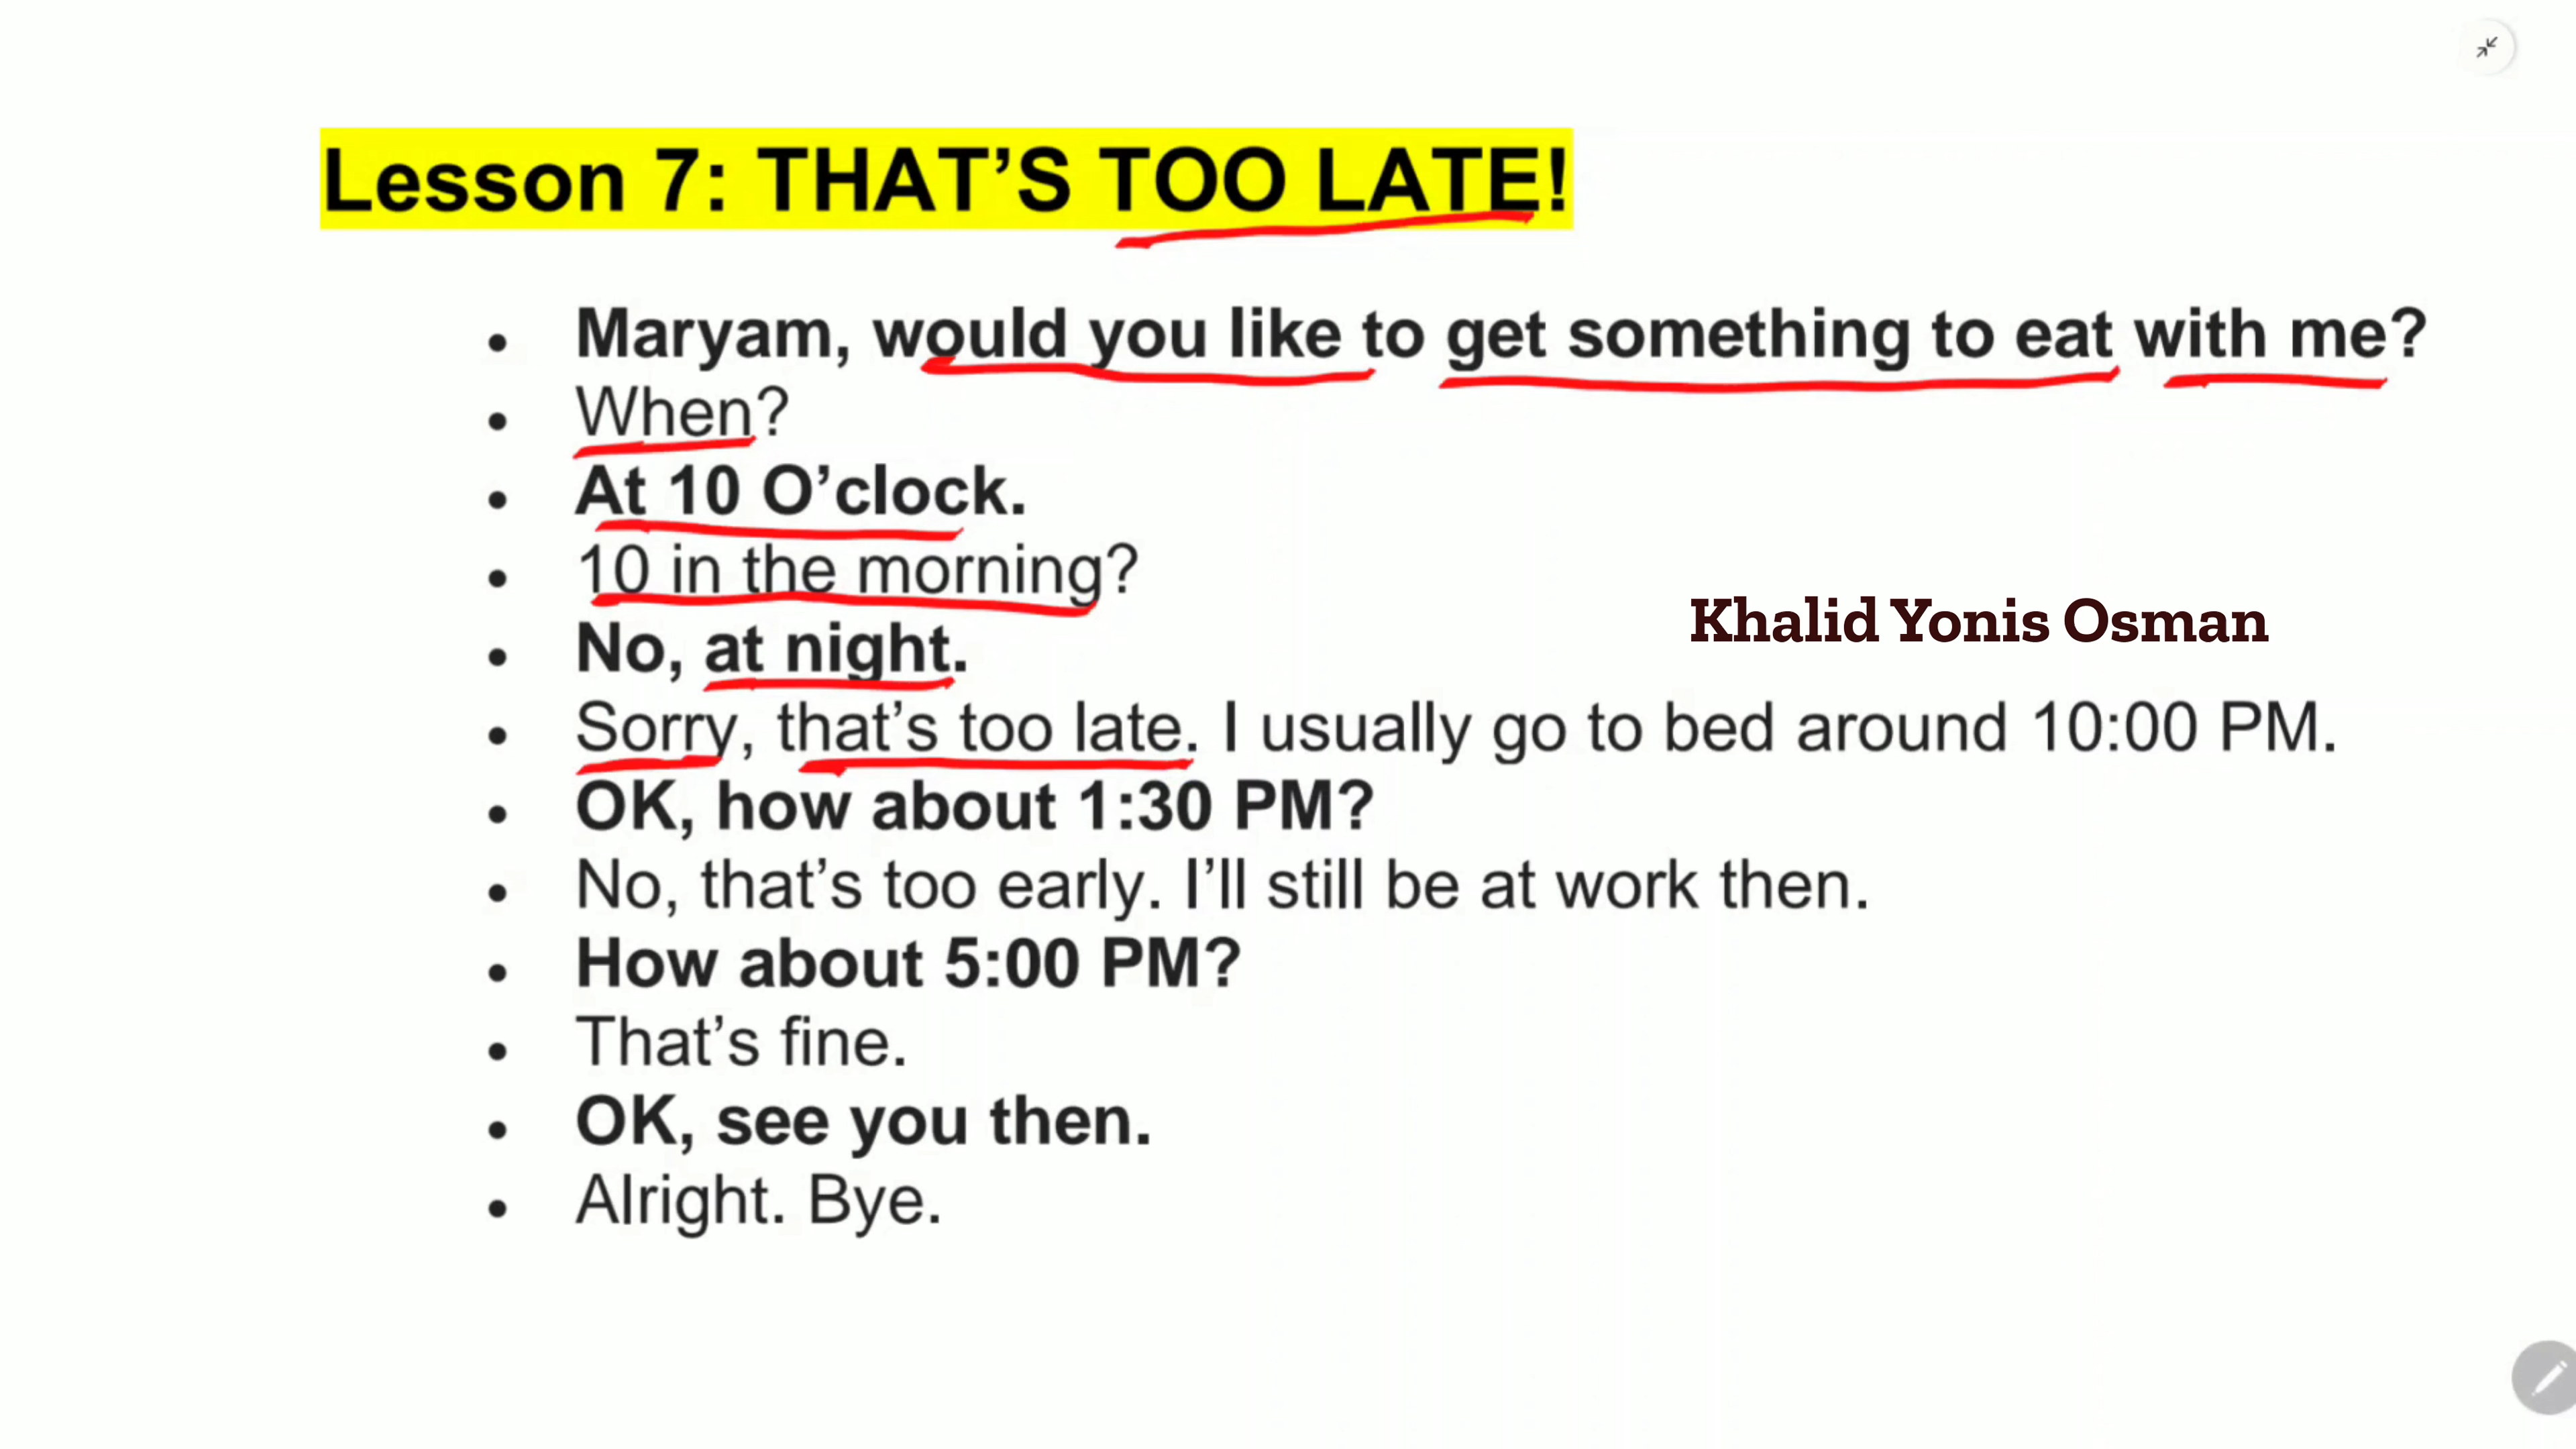 Lesson 7: THAT’S TOO LATE!
• Maryam, would you like to get something to eat with me?
• When?
• At 10 O’clock.
• 10 in the morning?
Khalid Yonis Osman
• No, at night.
• Sorry, that’s too late. I usually go to bed around 10:00 PM.
• OK, how about 1:30 PM?
• No, that’s too early. I’ll still be at work then.
• How about 5:00 PM?
• That’s fine.
• OK, see you then.
• Alright. Bye.